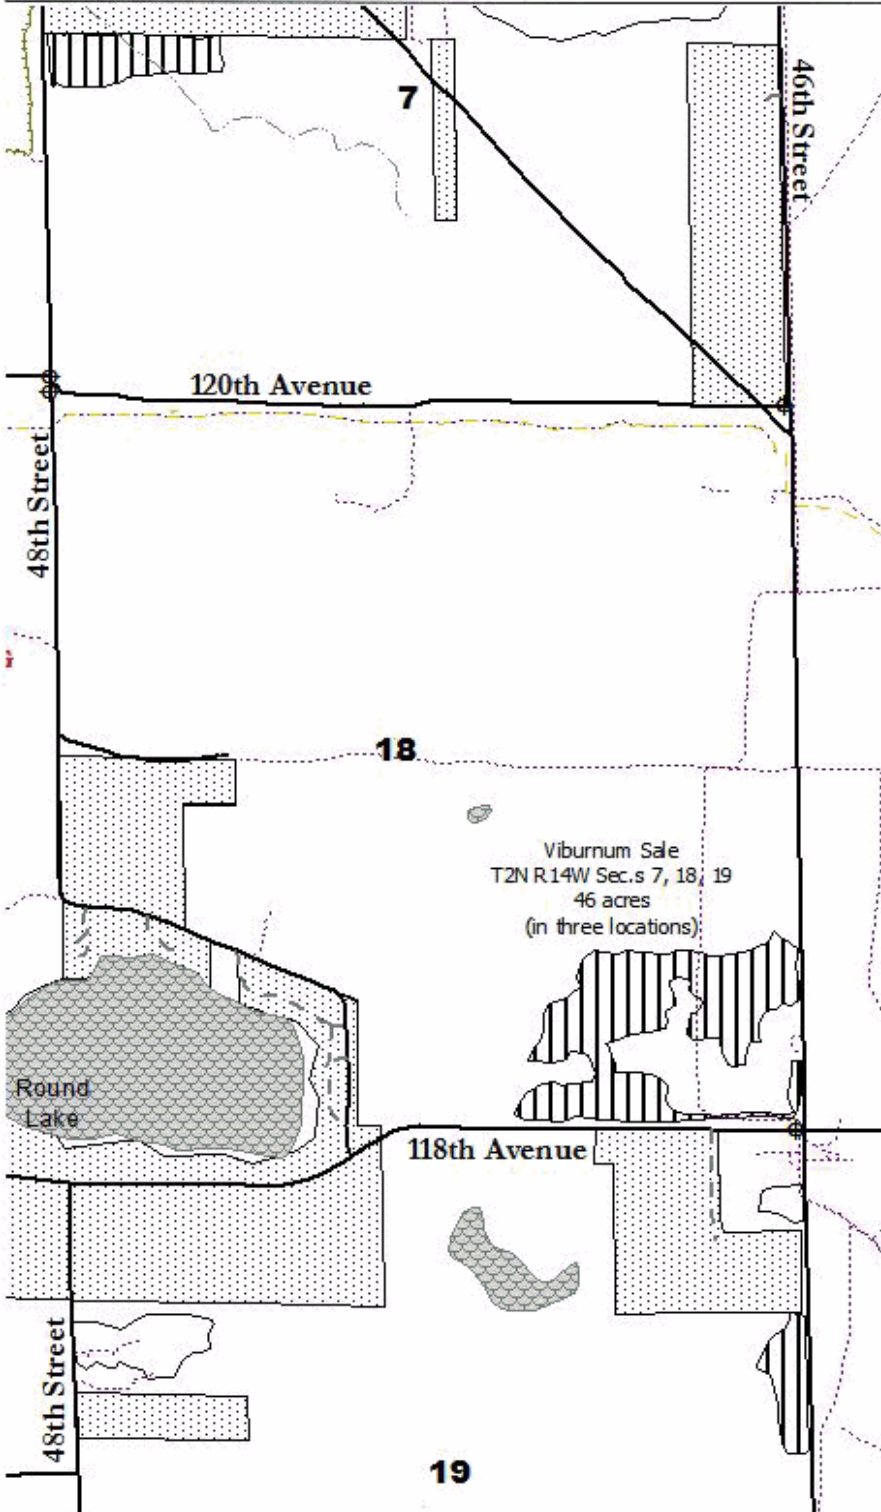 7
46th Street
120th Avenue
48th Street
18
Viburnum Sale
T2N R14W Sec.s 7, 18, 19
46 acres
(in three locations)
Round
Lake
118th Avenue
48th Street
19